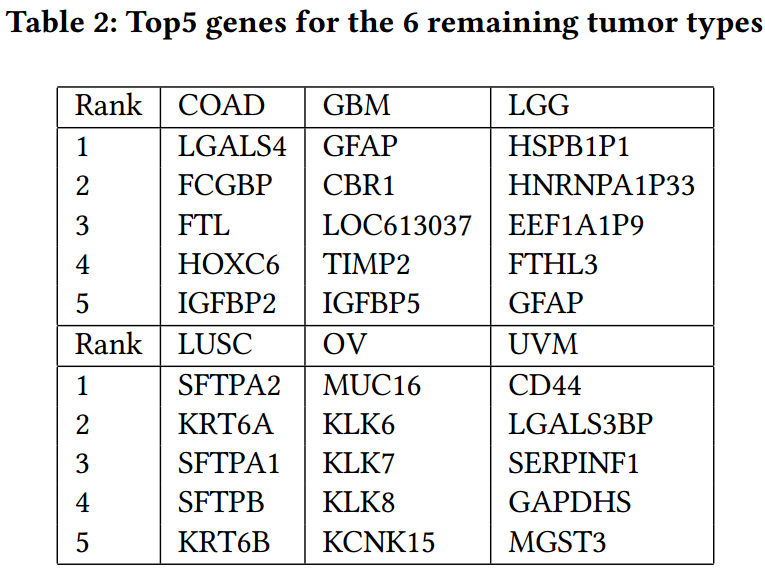 Table 2: Top5 genes for the 6 remaining tumor types
Rank COAD GBM LGG
1 LGALS4 GFAP HSPB1P1
2 FCGBP CBR1 HNRNPA1P33
3 FTL LOC613037 EEF1A1P9
4 HOXC6 TIMP2 FTHL3
5 IGFBP2 IGFBP5 GFAP
Rank LUSC OV UVM
1 SFTPA2 MUC16 CD44
2 KRT6A KLK6 LGALS3BP
3 SFTPA1 KLK7 SERPINF1
4 SFTPB KLK8 GAPDHS
5 KRT6B KCNK15 MGST3